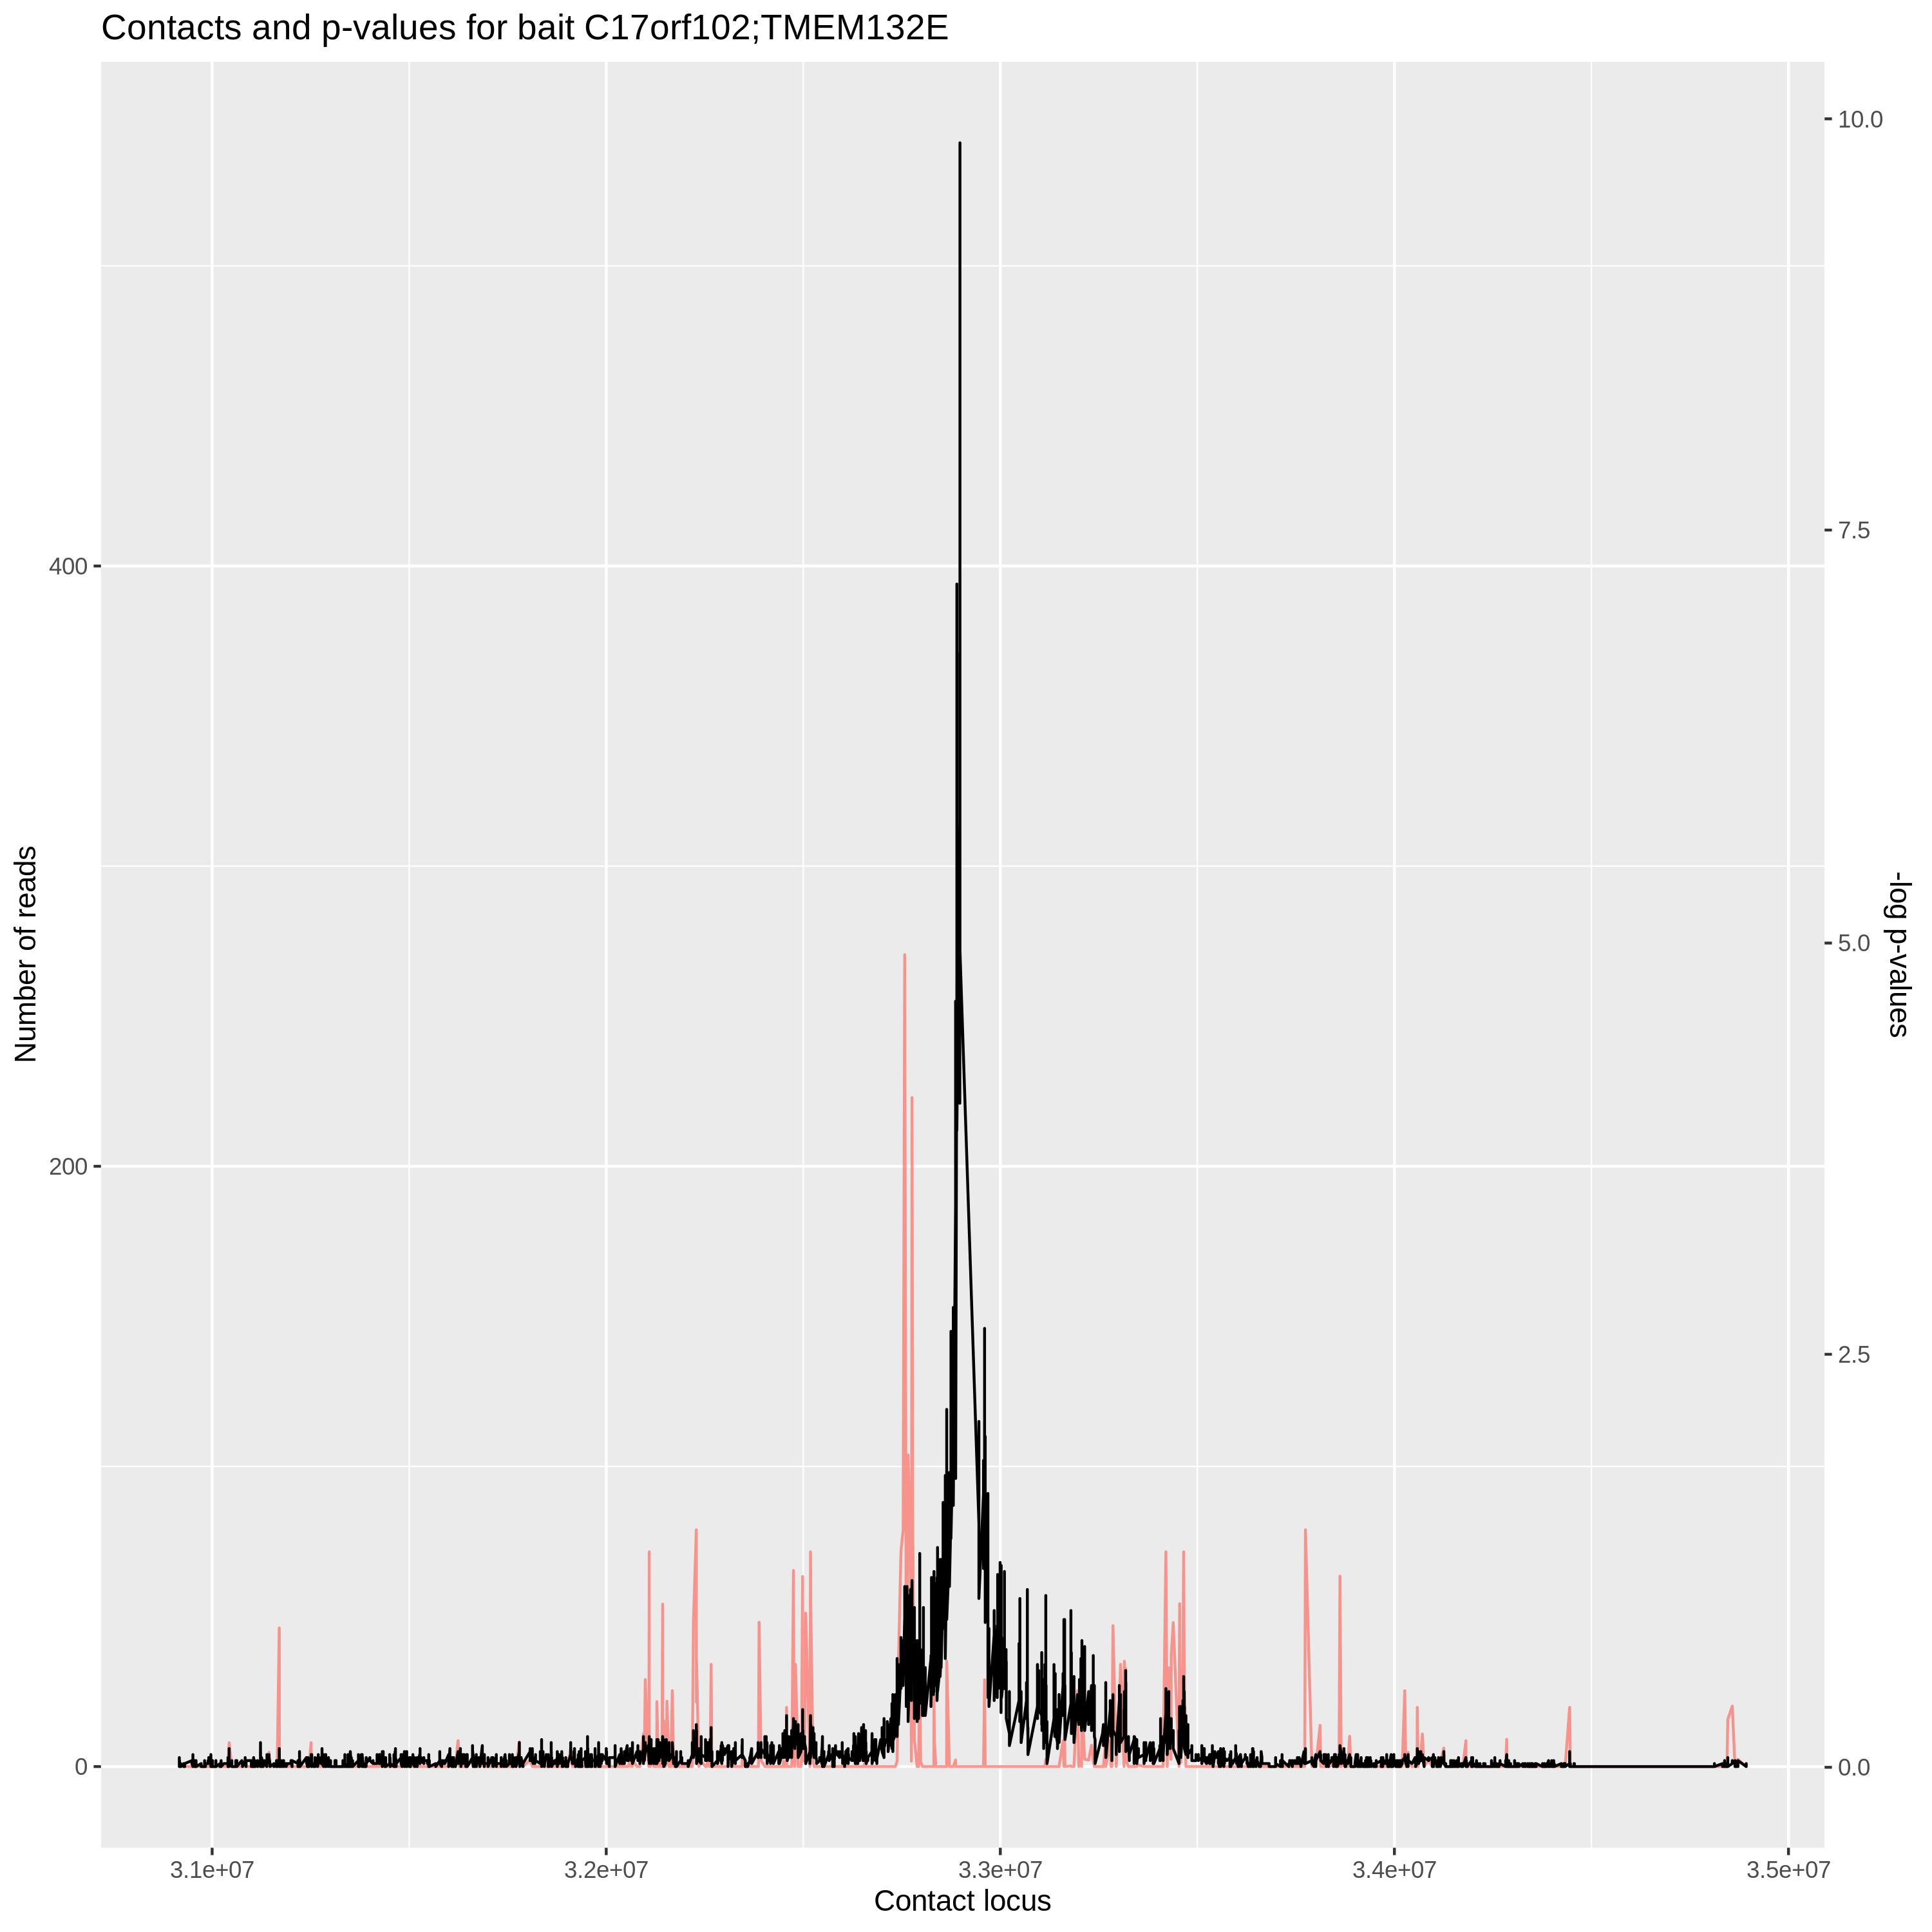 Contacts and p-values for bait C17orf102;TMEM132E
10.0
7.5
400
Number of reads
-log p-values
5.0
200
2.5
0
0.0
3.1e+07 3.2e+07 3.3e+07 3.4e+07 3.5e+07
Contact locus